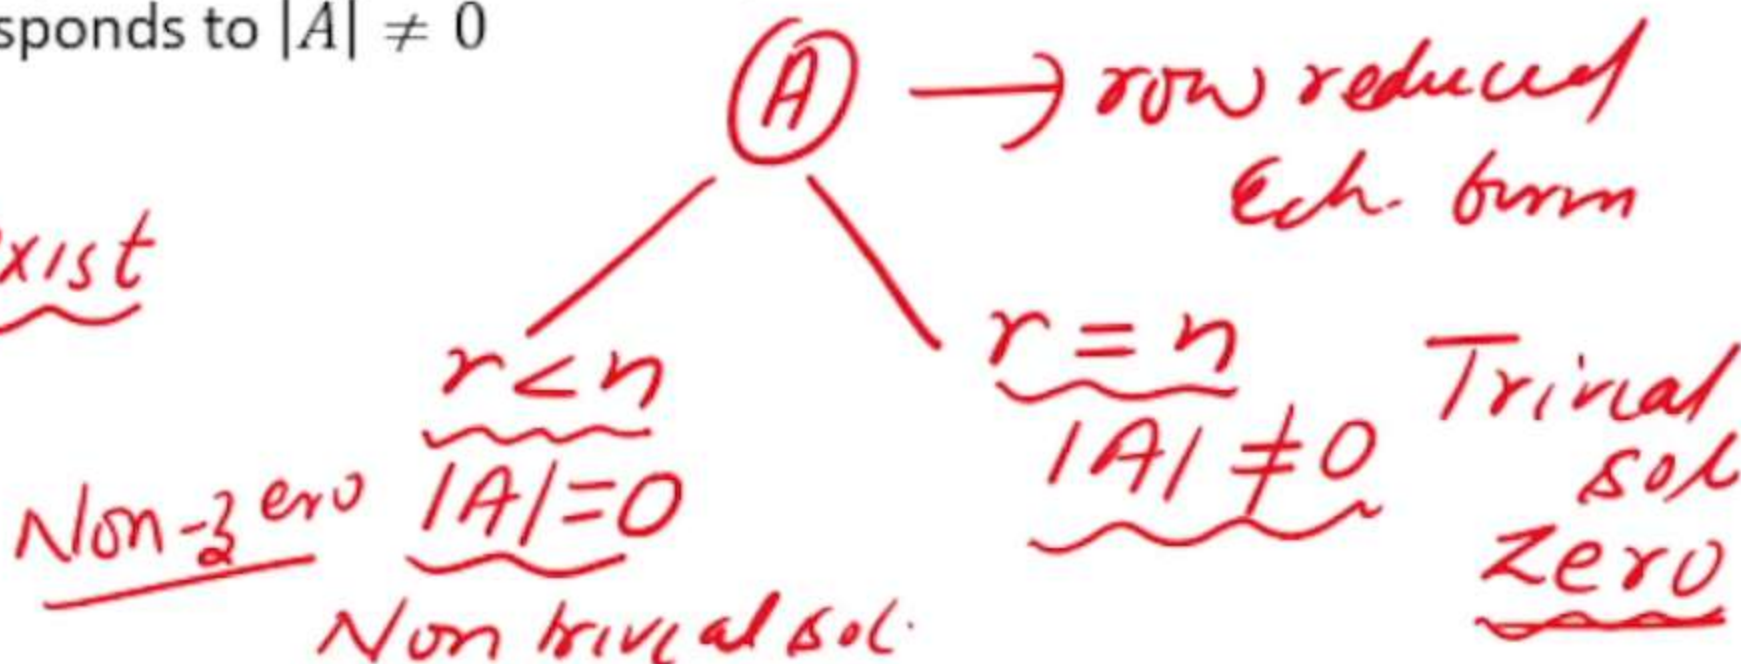 sponds to |A| ≠ 0
A → row reduced
Ech. form
xist
r<n
r=n
Trivial
sol
zero
|A|≠0
Non-zero |A|=0
Non trivial sol.